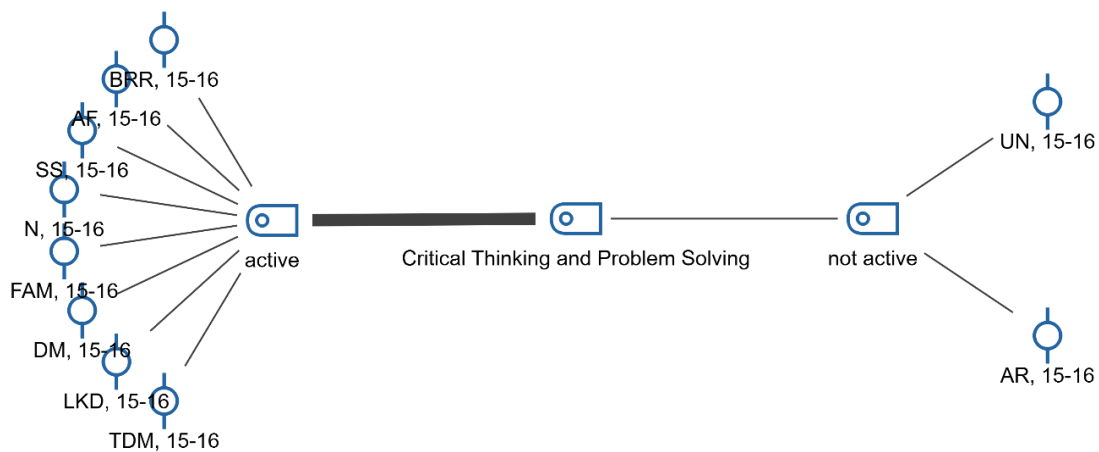 BRR, 15-16
AF, 15-16
SS, 15-16
N, 15-16
FAM, 15-16
DM, 15-16
LKD, 15-16
TDM, 15-16
active
Critical Thinking and Problem Solving
not active
UN, 15-16
AR, 15-16